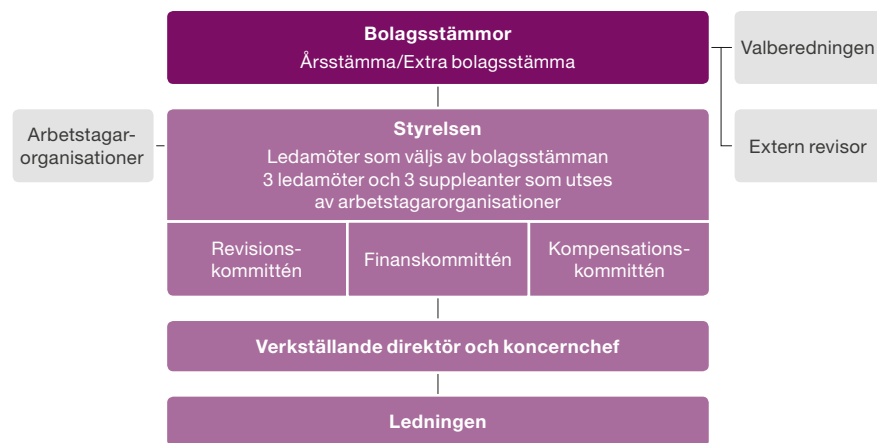 Bolagsstämmor
Årsstämma/Extra bolagsstämma
Valberedningen
Arbetstagar-
organisationer
Styrelsen
Ledamöter som väljs av bolagsstämman
3 ledamöter och 3 suppleanter som utses
av arbetstagarorganisationer
Extern revisor
Revisions-
kommittén
Finanskommittén
Kompensations-
kommittén
Verkställande direktör och koncernchef
Ledningen